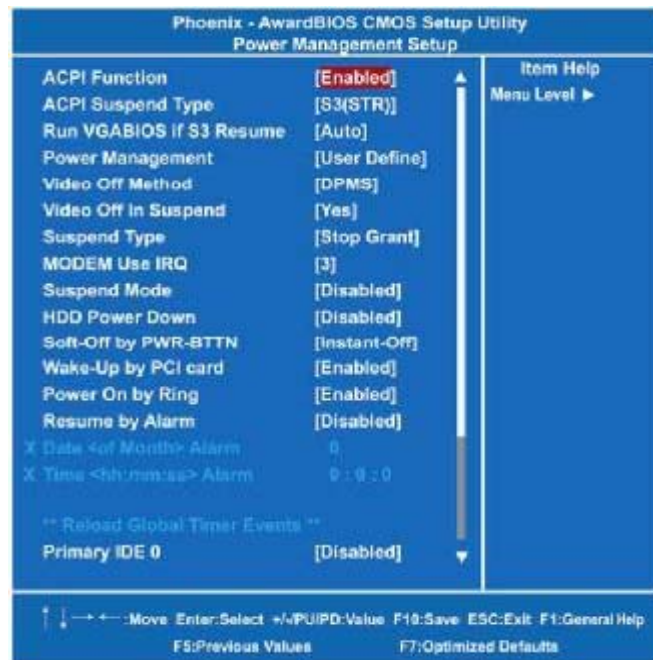 Phoenix - AwardBIOS CMOS Setup Utility
Power Management Setup
ACPI Function [Enabled]
ACPI Suspend Type [S3(STR)]
Run VGABIOS if S3 Resume [Auto]
Power Management [User Define]
Video Off Method [DPMS]
Video Off In Suspend [Yes]
Suspend Type [Stop Grant]
MODEM Use IRQ [3]
Suspend Mode [Disabled]
HDD Power Down [Disabled]
Soft-Off by PWR-BTTN [Instant-Off]
Wake-Up by PCI card [Enabled]
Power On by Ring [Enabled]
Resume by Alarm [Disabled]
X Date <of Month> Alarm 0
X Time <hh:mm:ss> Alarm 0 : 0 : 0
** Reload Global Timer Events **
Primary IDE 0 [Disabled]
Item Help
Menu Level ▶
↑ ↓ → ← :Move Enter:Select +/-/PU/PD:Value F10:Save ESC:Exit F1:General Help
F5:Previous Values F7:Optimized Defaults